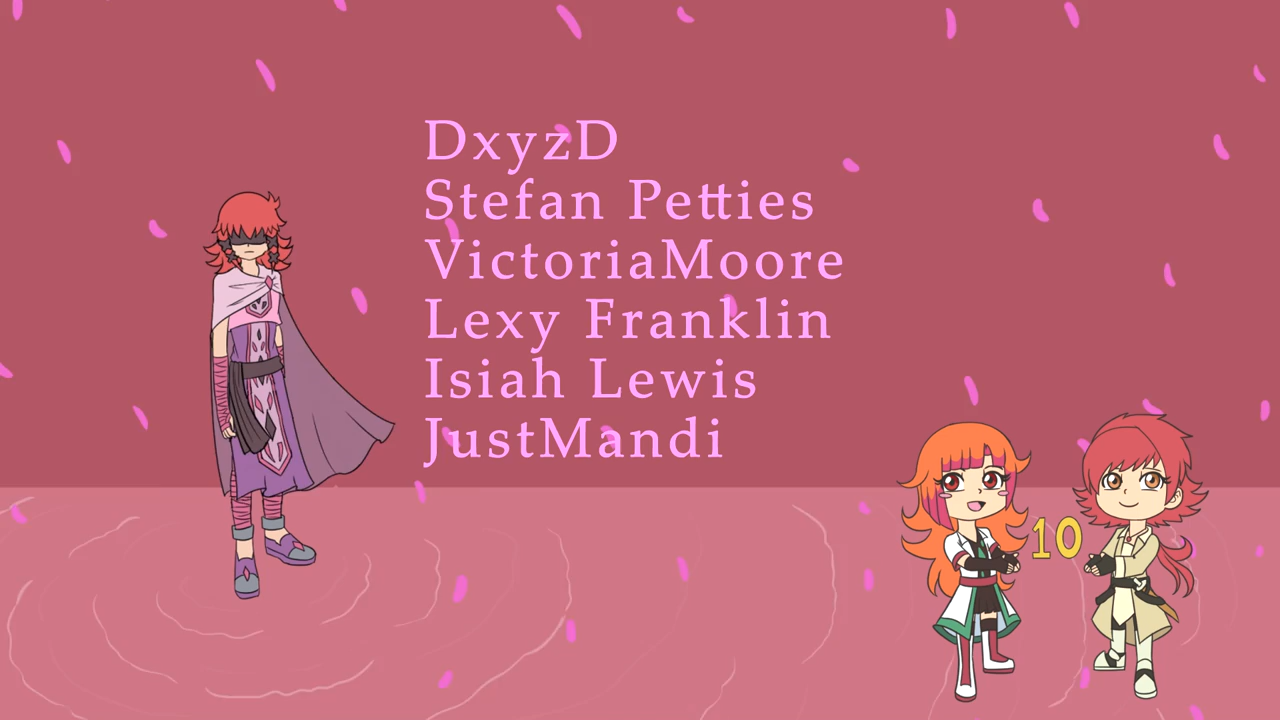 DxyzD
Stefan Petties
VictoriaMoore
Lexy Franklin
Isiah Lewis
JustMandi
10